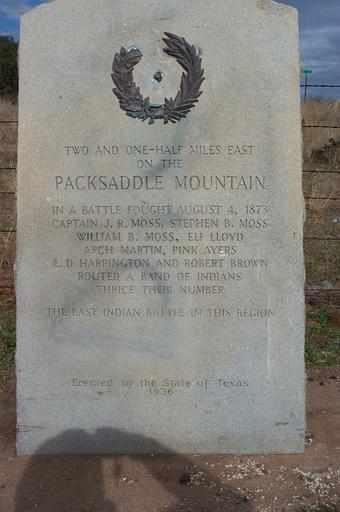 TWO AND ONE-HALF MILES EAST
ON THE
PACKSADDLE MOUNTAIN
IN A BATTLE FOUGHT AUGUST 4, 1873
CAPTAIN J. R. MOSS, STEPHEN B. MOSS
WILLIAM B. MOSS, ELI LLOYD
ARCH MARTIN, PINK AYERS
E. D. HARRINGTON AND ROBERT BROWN
ROUTED A BAND OF INDIANS
THRICE THEIR NUMBER
THE LAST INDIAN BATTLE IN THIS REGION
Erected by the State of Texas
1936